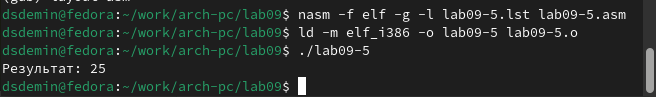 dsdemin@fedora:~/work/arch-pc/lab09$ nasm -f elf -g -l lab09-5.lst lab09-5.asm
dsdemin@fedora:~/work/arch-pc/lab09$ ld -m elf_i386 -o lab09-5 lab09-5.o
dsdemin@fedora:~/work/arch-pc/lab09$ ./lab09-5
Результат: 25
dsdemin@fedora:~/work/arch-pc/lab09$